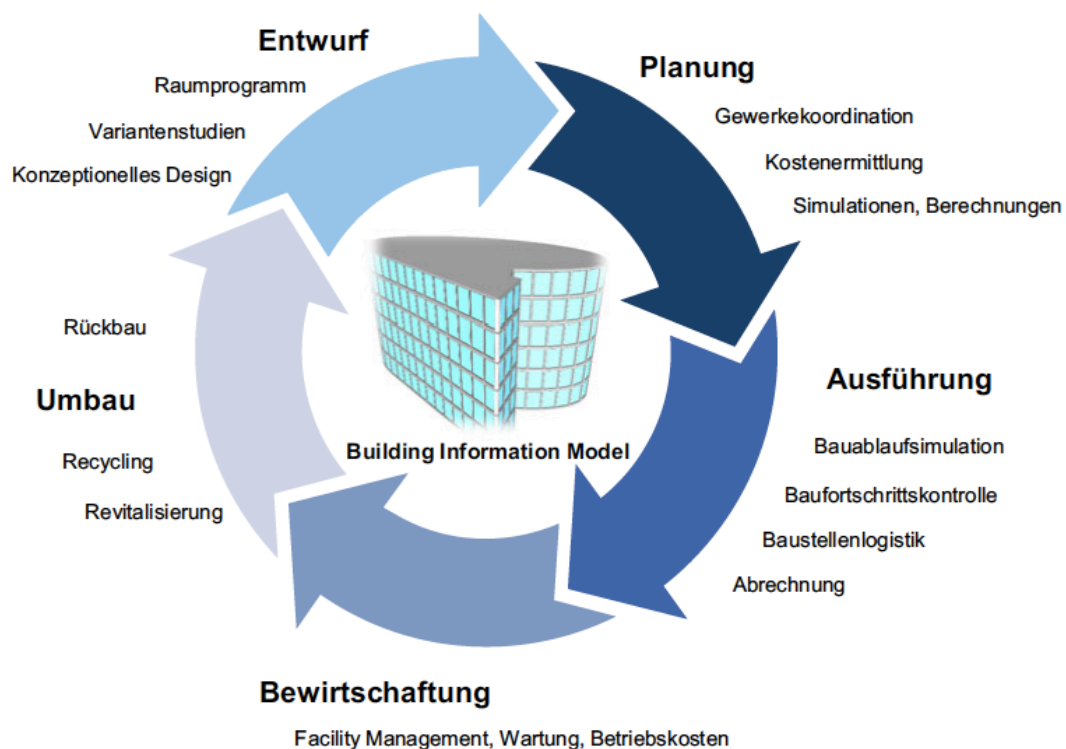 Entwurf
Raumprogramm
Variantenstudien
Konzeptionelles Design
Planung
Gewerkekoordination
Kostenermittlung
Simulationen, Berechnungen
Ausführung
Bauablaufsimulation
Baufortschrittskontrolle
Baustellenlogistik
Abrechnung
Bewirtschaftung
Facility Management, Wartung, Betriebskosten
Rückbau
Umbau
Recycling
Revitalisierung
Building Information Model